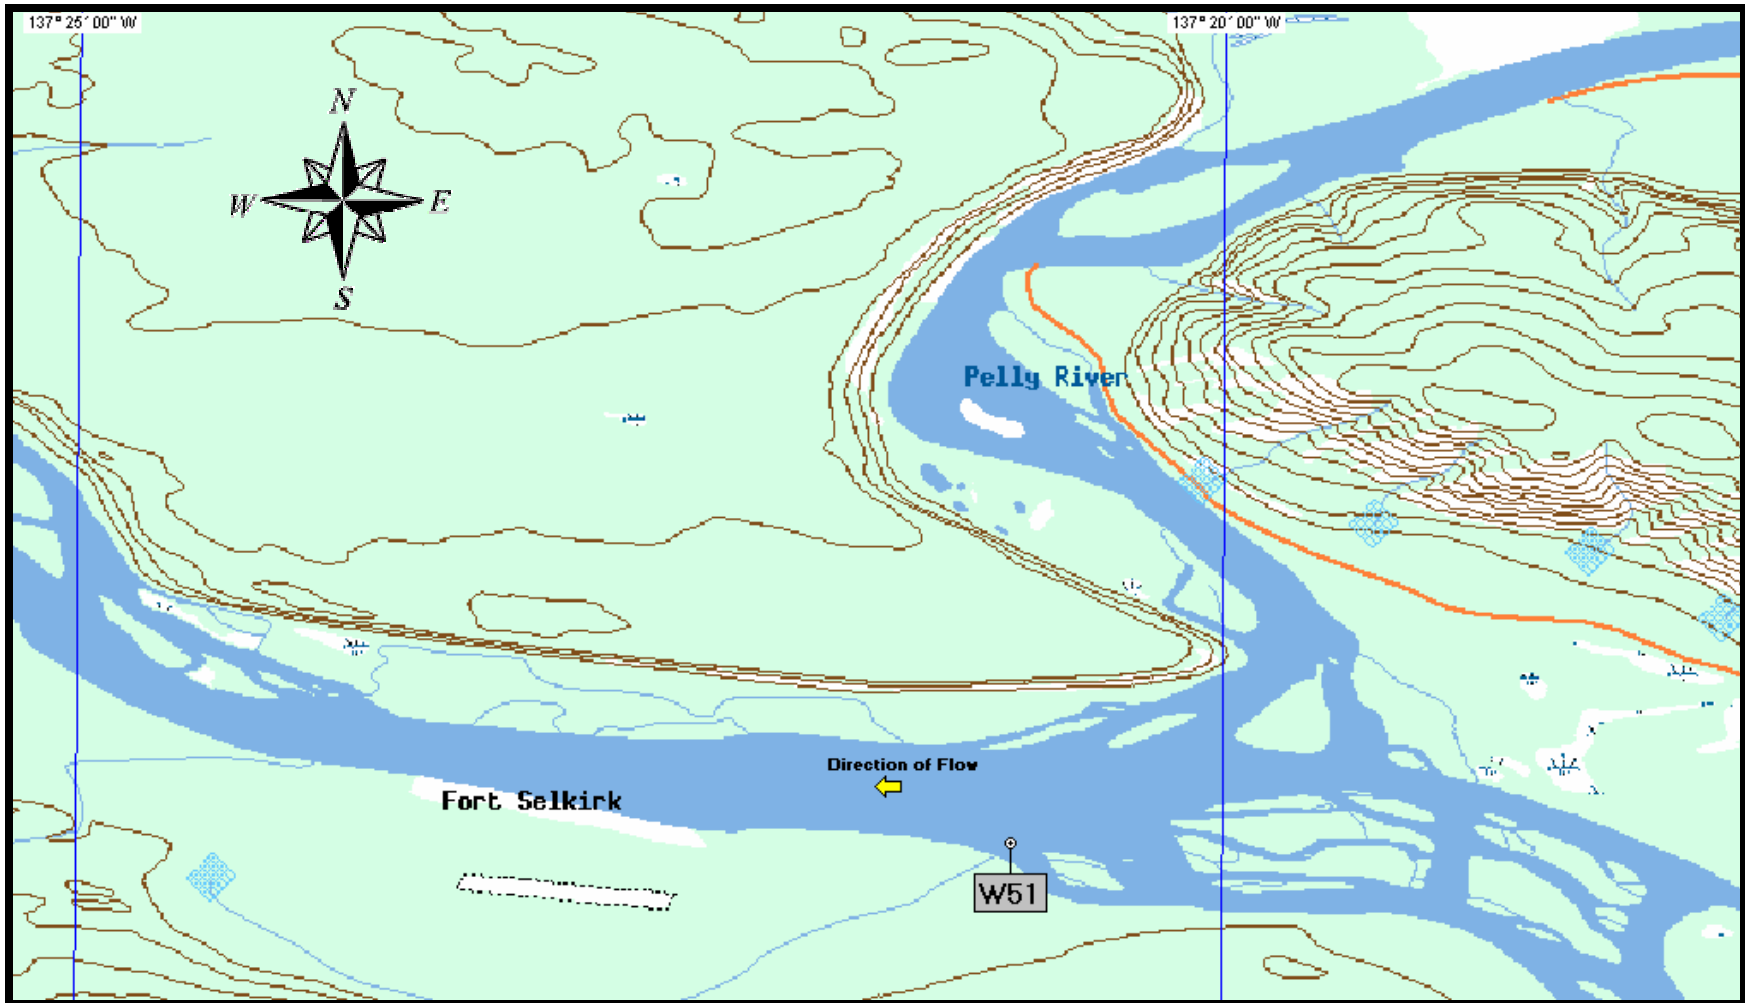 137° 25´ 00" W
137° 20´ 00" W
N
W
E
S
Pelly River
Direction of Flow
Fort Selkirk
W51